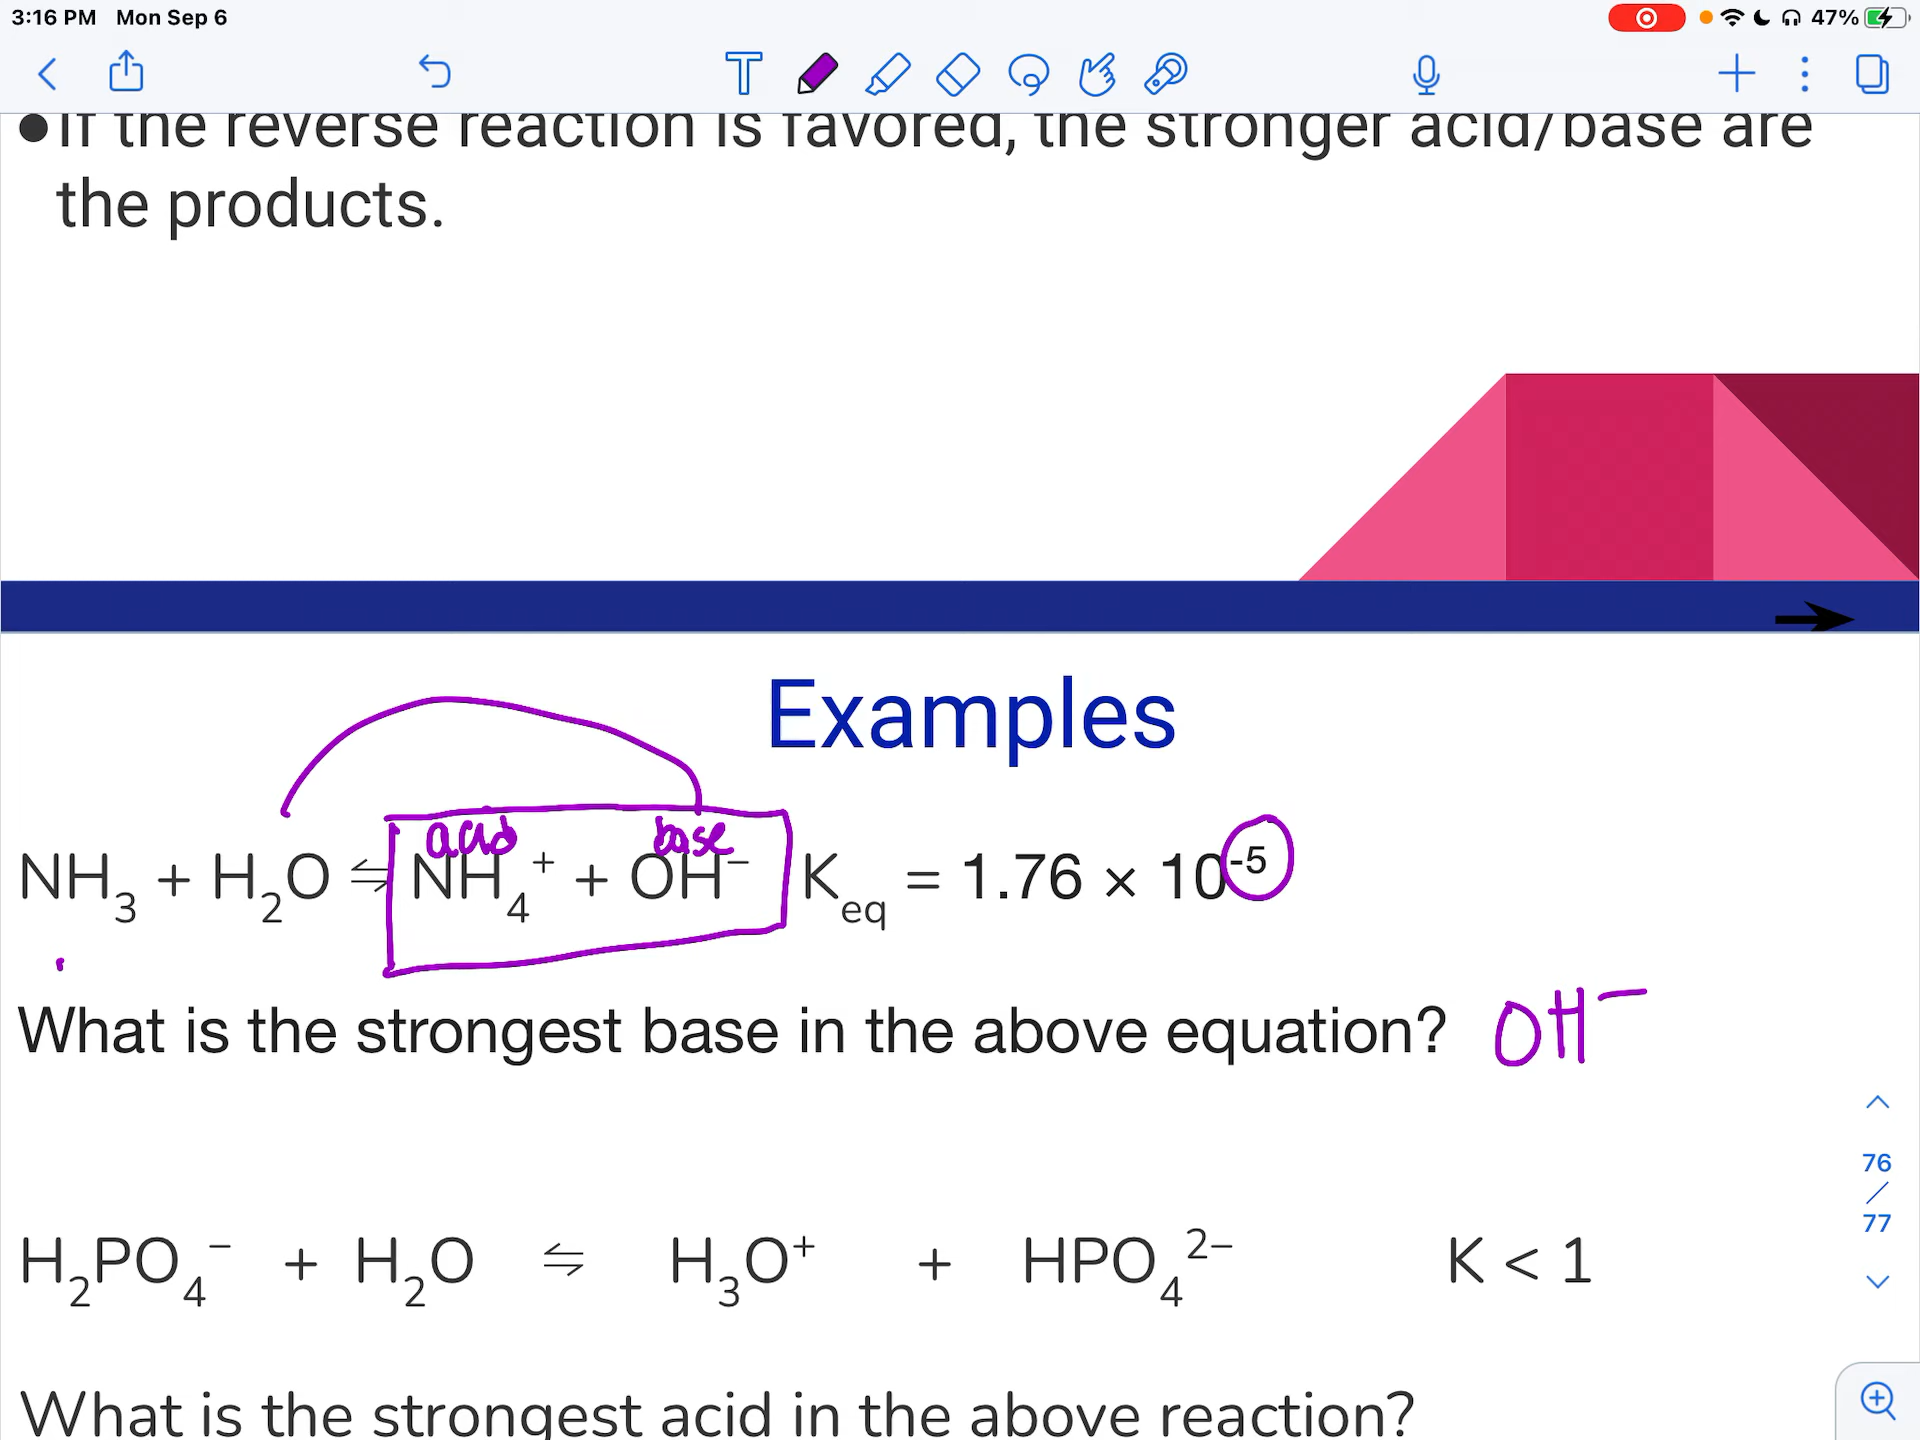 3:16 PM Mon Sep 6
47%
T
● If the reverse reaction is favored, the stronger acid/base are
the products.
Examples
acid base
NH₃ + H₂O ⇋ NH₄⁺ + OH⁻ K_eq = 1.76 × 10⁻⁵
What is the strongest base in the above equation? OH⁻
76
/
77
H₂PO₄⁻ + H₂O ⇋ H₃O⁺ + HPO₄²⁻ K < 1
What is the strongest acid in the above reaction?